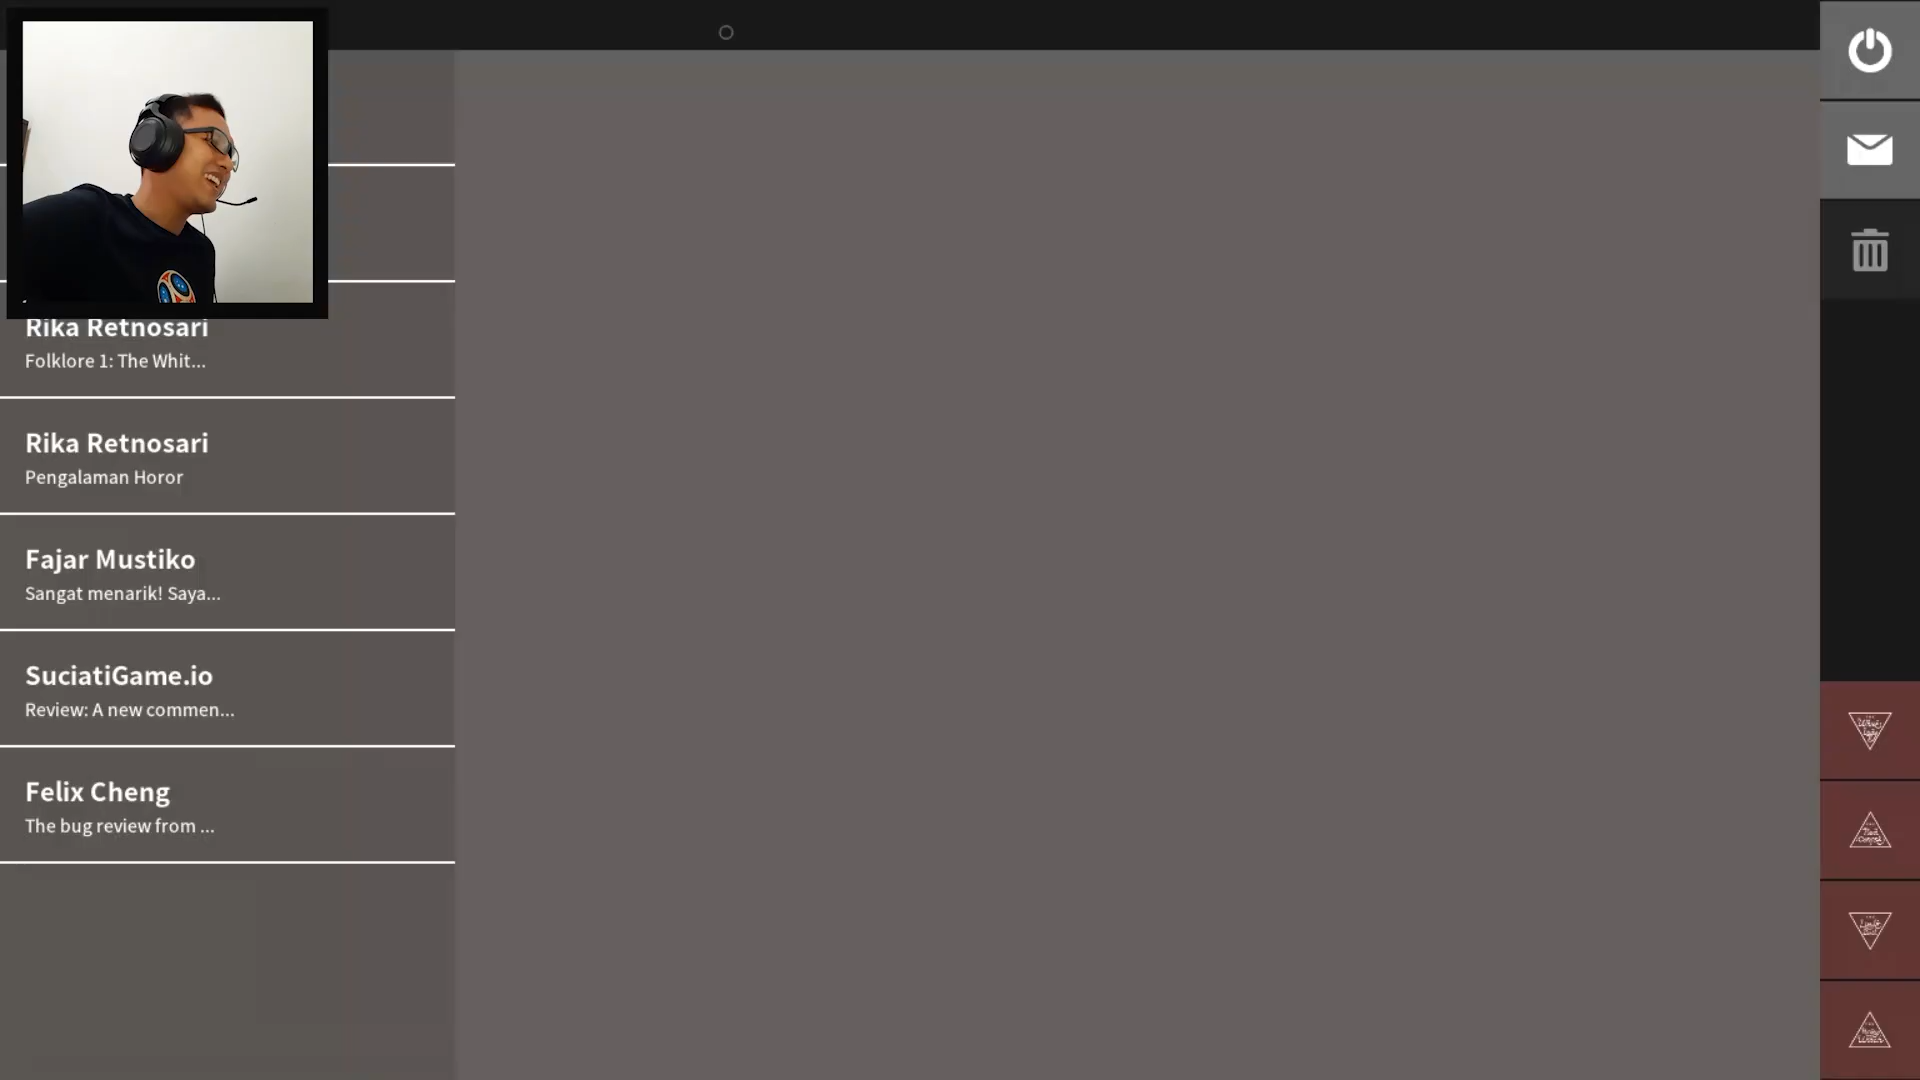 Rika Retnosari
Folklore 1: The Whit...
Rika Retnosari
Pengalaman Horor
Fajar Mustiko
Sangat menarik! Saya...
SuciatiGame.io
Review: A new commen...
Felix Cheng
The bug review from ...